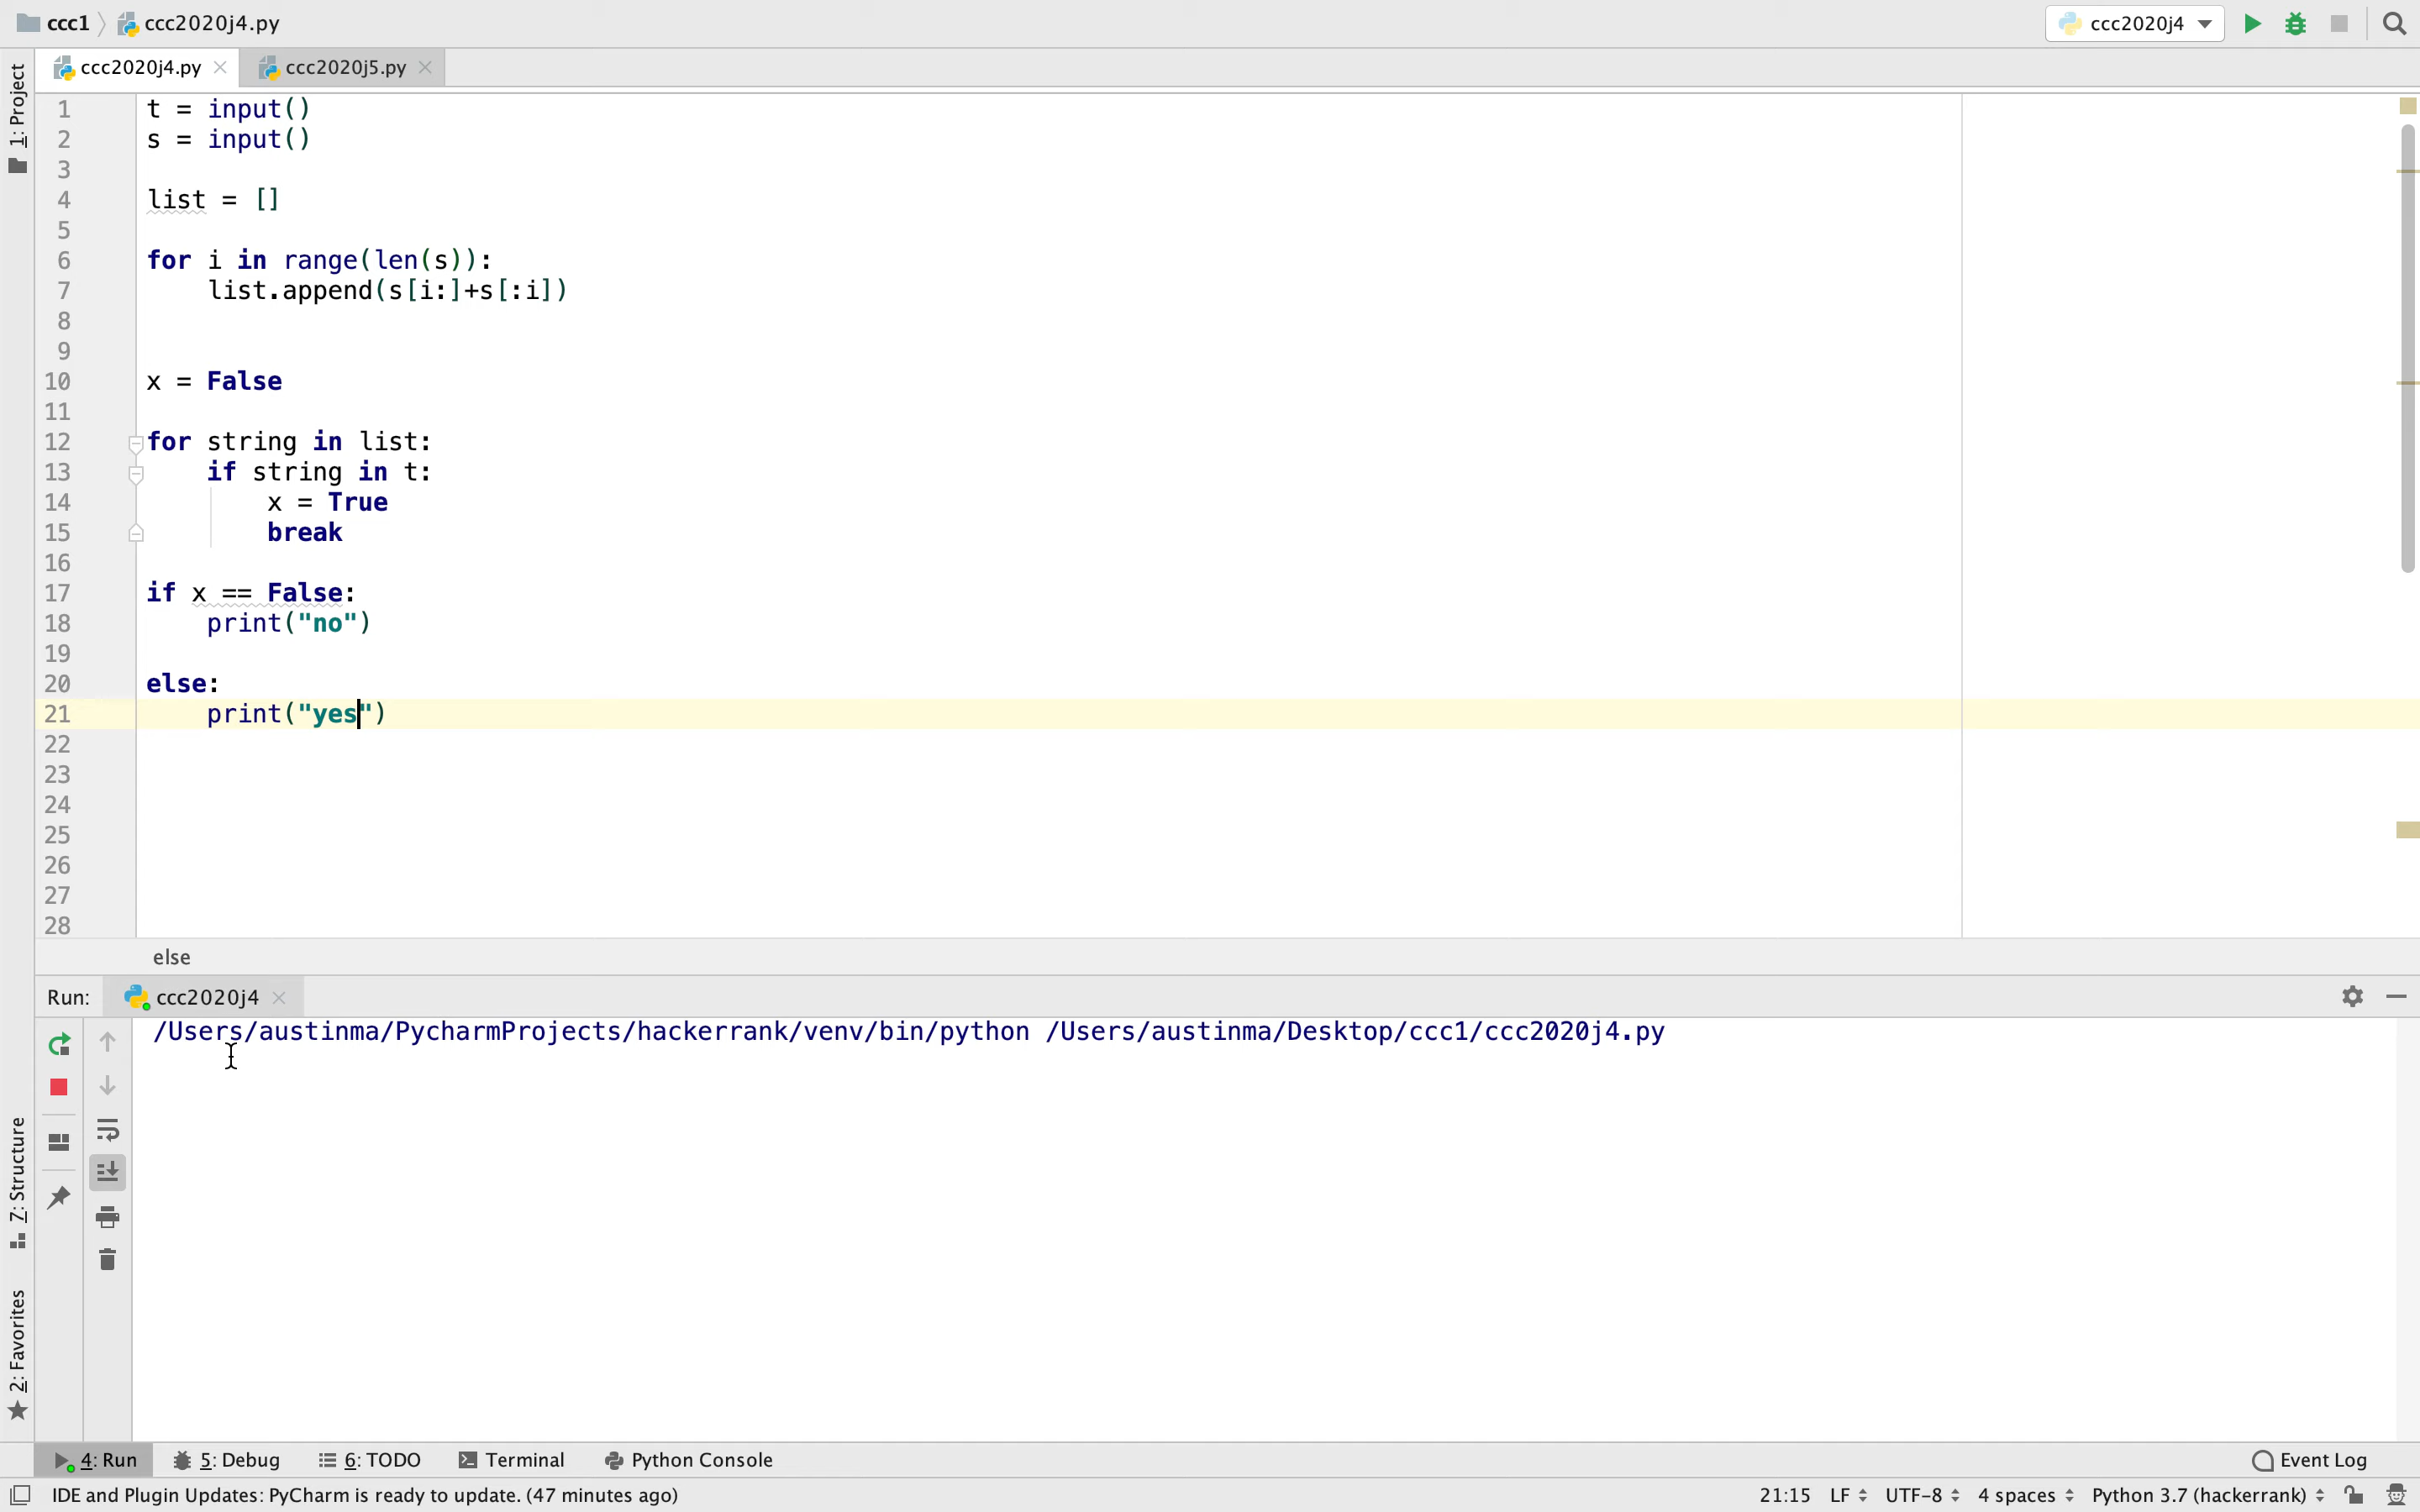 ccc1 ccc2020j4.py ccc2020j4
ccc2020j4.py ccc2020j5.py
1: Project
1 t = input()
2 s = input()
3
4 list = []
5
6 for i in range(len(s)):
7 list.append(s[i:]+s[:i])
8
9
10 x = False
11
12 for string in list:
13 if string in t:
14 x = True
15 break
16
17 if x == False:
18 print("no")
19
20 else:
21 print("yes")
22
23
24
25
26
27
28
else
Run: ccc2020j4
/Users/austinma/PycharmProjects/hackerrank/venv/bin/python /Users/austinma/Desktop/ccc1/ccc2020j4.py
7: Structure
2: Favorites
4: Run 5: Debug 6: TODO Terminal Python Console Event Log
IDE and Plugin Updates: PyCharm is ready to update. (47 minutes ago) 21:15 LF UTF-8 4 spaces Python 3.7 (hackerrank)